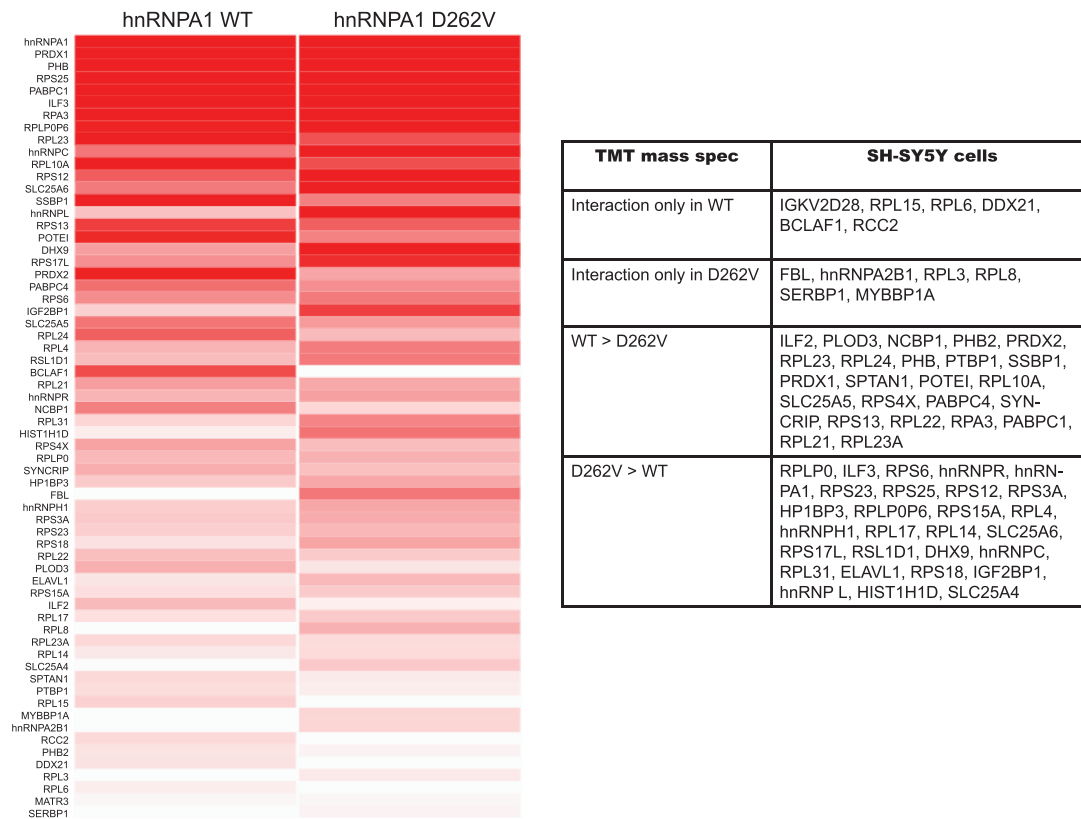 hnRNPA1 WT
hnRNPA1 D262V
hnRNPA1
PRDX1
PHB
RPS25
PABPC1
ILF3
RPA3
RPLP0P6
RPL23
hnRNPC
RPL10A
RPS12
SLC25A6
SSBP1
hnRNPL
RPS13
POTEI
DHX9
RPS17L
PRDX2
PABPC4
RPS6
IGF2BP1
SLC25A5
RPL24
RPL4
RSL1D1
BCLAF1
RPL21
hnRNPR
NCBP1
RPL31
HIST1H1D
RPS4X
RPLP0
SYNCRIP
HP1BP3
FBL
hnRNPH1
RPS3A
RPS23
RPS18
RPL22
PLOD3
ELAVL1
RPS15A
ILF2
RPL17
RPL8
RPL23A
RPL14
SLC25A4
SPTAN1
PTBP1
RPL15
MYBBP1A
hnRNPA2B1
RCC2
PHB2
DDX21
RPL3
RPL6
MATR3
SERBP1
TMT mass spec
SH-SY5Y cells
Interaction only in WT
IGKV2D28, RPL15, RPL6, DDX21,
BCLAF1, RCC2
Interaction only in D262V
FBL, hnRNPA2B1, RPL3, RPL8,
SERBP1, MYBBP1A
WT > D262V
ILF2, PLOD3, NCBP1, PHB2, PRDX2,
RPL23, RPL24, PHB, PTBP1, SSBP1,
PRDX1, SPTAN1, POTEI, RPL10A,
SLC25A5, RPS4X, PABPC4, SYN-
CRIP, RPS13, RPL22, RPA3, PABPC1,
RPL21, RPL23A
D262V > WT
RPLP0, ILF3, RPS6, hnRNPR, hnRN-
PA1, RPS23, RPS25, RPS12, RPS3A,
HP1BP3, RPLP0P6, RPS15A, RPL4,
hnRNPH1, RPL17, RPL14, SLC25A6,
RPS17L, RSL1D1, DHX9, hnRNPC,
RPL31, ELAVL1, RPS18, IGF2BP1,
hnRNP L, HIST1H1D, SLC25A4